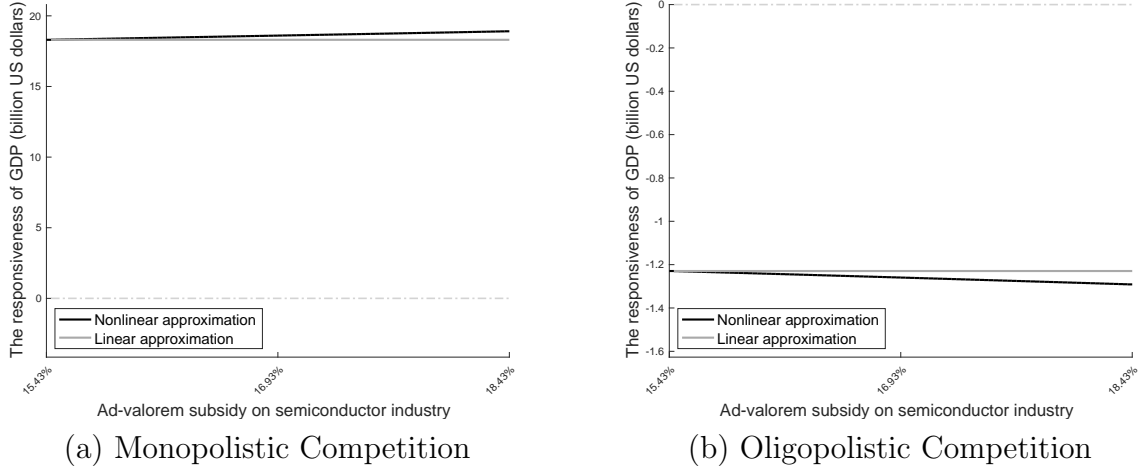 The responsiveness of GDP (billion US dollars)
20
15
10
5
0
Nonlinear approximation
Linear approximation
15.43%
16.93%
18.43%
Ad-valorem subsidy on semiconductor industry
(a) Monopolistic Competition
The responsiveness of GDP (billion US dollars)
0
-0.2
-0.4
-0.6
-0.8
-1
-1.2
-1.4
-1.6
Nonlinear approximation
Linear approximation
15.43%
16.93%
18.43%
Ad-valorem subsidy on semiconductor industry
(b) Oligopolistic Competition